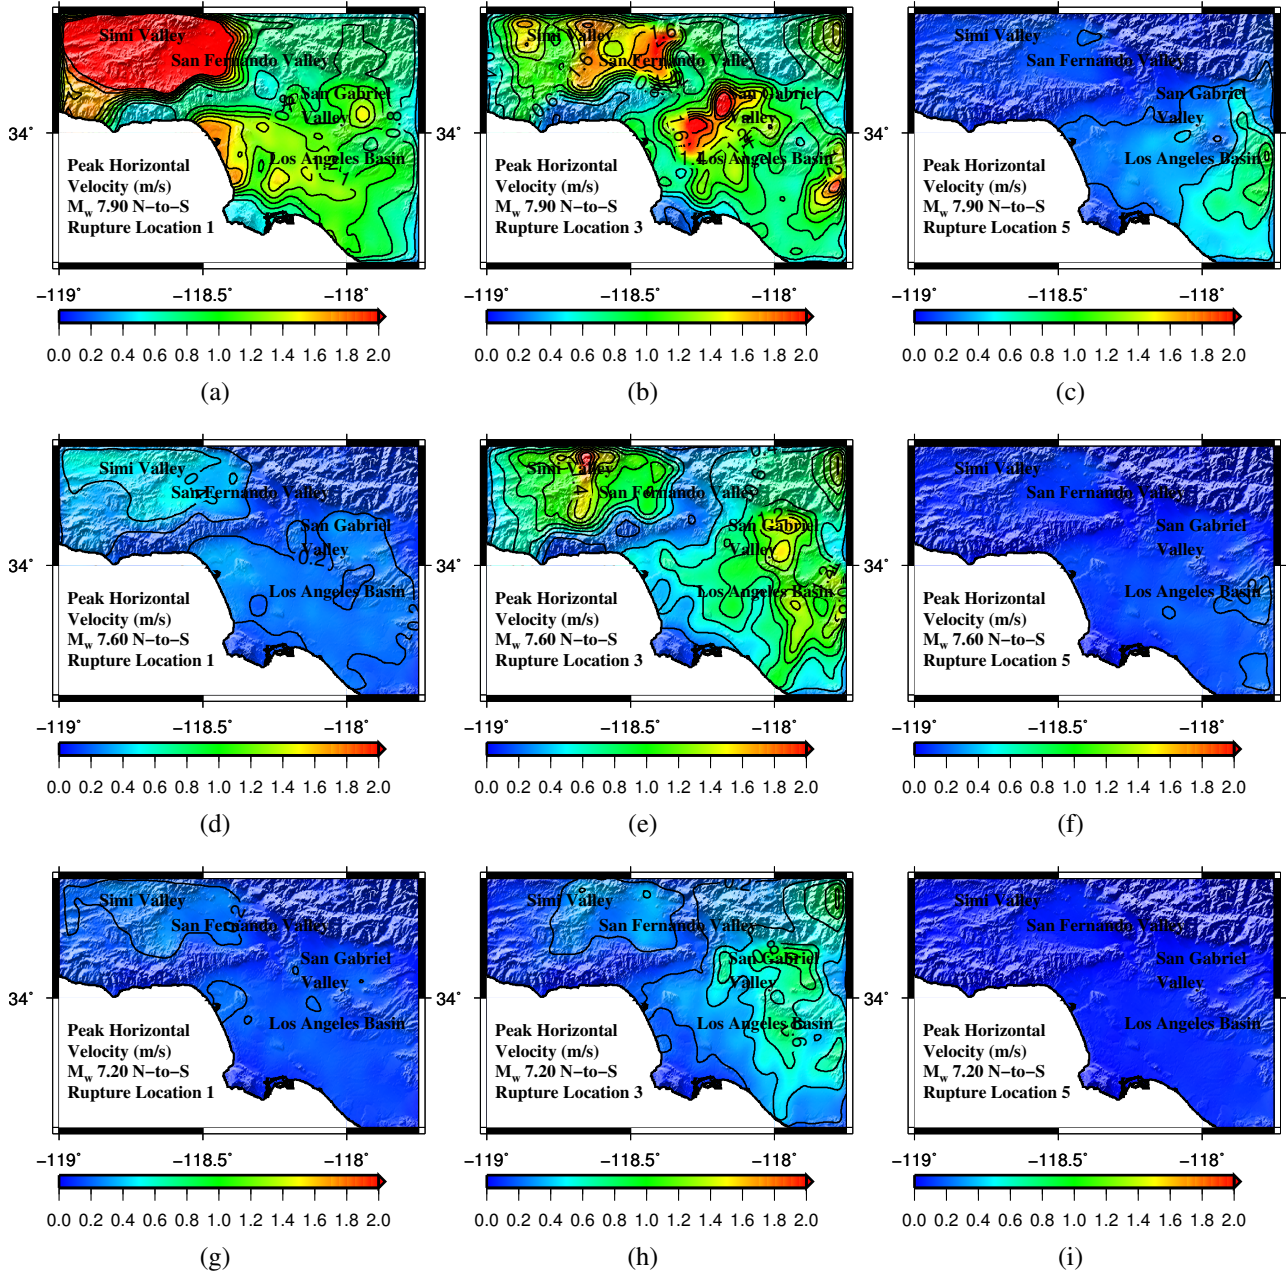 Simi Valley
San Fernando Valley
San Gabriel
Valley
Los Angeles Basin
34°
Peak Horizontal
Velocity (m/s)
Mw 7.90 N−to−S
Rupture Location 1
−119° −118.5° −118°
0.0 0.2 0.4 0.6 0.8 1.0 1.2 1.4 1.6 1.8 2.0
(a)
Simi Valley
San Fernando Valley
San Gabriel
Valley
Los Angeles Basin
34°
Peak Horizontal
Velocity (m/s)
Mw 7.90 N−to−S
Rupture Location 3
−119° −118.5° −118°
0.0 0.2 0.4 0.6 0.8 1.0 1.2 1.4 1.6 1.8 2.0
(b)
Simi Valley
San Fernando Valley
San Gabriel
Valley
Los Angeles Basin
34°
Peak Horizontal
Velocity (m/s)
Mw 7.90 N−to−S
Rupture Location 5
−119° −118.5° −118°
0.0 0.2 0.4 0.6 0.8 1.0 1.2 1.4 1.6 1.8 2.0
(c)
Simi Valley
San Fernando Valley
San Gabriel
Valley
0.2
Los Angeles Basin
34°
Peak Horizontal
Velocity (m/s)
Mw 7.60 N−to−S
Rupture Location 1
−119° −118.5° −118°
0.0 0.2 0.4 0.6 0.8 1.0 1.2 1.4 1.6 1.8 2.0
(d)
Simi Valley
San Fernando Valley
San Gabriel
Valley
Los Angeles Basin
34°
Peak Horizontal
Velocity (m/s)
Mw 7.60 N−to−S
Rupture Location 3
−119° −118.5° −118°
0.0 0.2 0.4 0.6 0.8 1.0 1.2 1.4 1.6 1.8 2.0
(e)
Simi Valley
San Fernando Valley
San Gabriel
Valley
Los Angeles Basin
34°
Peak Horizontal
Velocity (m/s)
Mw 7.60 N−to−S
Rupture Location 5
−119° −118.5° −118°
0.0 0.2 0.4 0.6 0.8 1.0 1.2 1.4 1.6 1.8 2.0
(f)
Simi Valley
San Fernando Valley
San Gabriel
Valley
Los Angeles Basin
34°
Peak Horizontal
Velocity (m/s)
Mw 7.20 N−to−S
Rupture Location 1
−119° −118.5° −118°
0.0 0.2 0.4 0.6 0.8 1.0 1.2 1.4 1.6 1.8 2.0
(g)
Simi Valley
San Fernando Valley
San Gabriel
Valley
Los Angeles Basin
34°
Peak Horizontal
Velocity (m/s)
Mw 7.20 N−to−S
Rupture Location 3
−119° −118.5° −118°
0.0 0.2 0.4 0.6 0.8 1.0 1.2 1.4 1.6 1.8 2.0
(h)
Simi Valley
San Fernando Valley
San Gabriel
Valley
Los Angeles Basin
34°
Peak Horizontal
Velocity (m/s)
Mw 7.20 N−to−S
Rupture Location 5
−119° −118.5° −118°
0.0 0.2 0.4 0.6 0.8 1.0 1.2 1.4 1.6 1.8 2.0
(i)